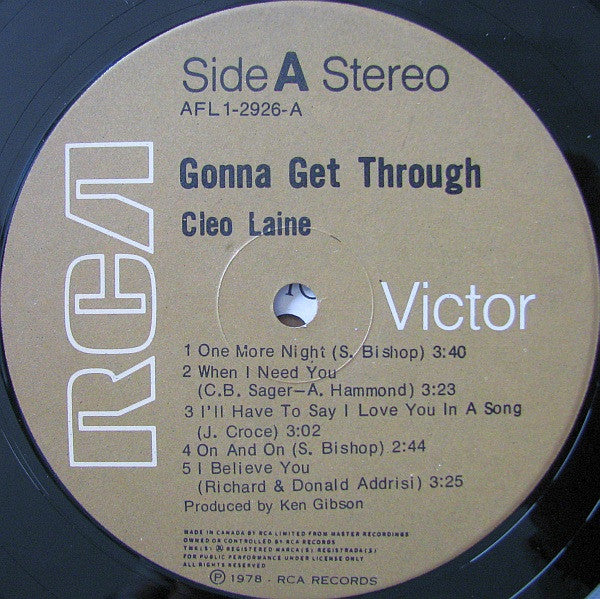 Side A Stereo
AFL1-2926-A
Gonna Get Through
Cleo Laine
RCA
Victor
1 One More Night (S. Bishop) 3:40
2 When I Need You
(C.B. Sager–A. Hammond) 3:23
3 I'll Have To Say I Love You In A Song
(J. Croce) 3:02
4 On And On (S. Bishop) 2:44
5 I Believe You
(Richard & Donald Addrisi) 3:25
Produced by Ken Gibson
MADE IN CANADA BY RCA LIMITED FROM MASTER RECORDINGS
OWNED OR CONTROLLED BY RCA RECORDS
TMK(S) ® REGISTERED MARCA(S) REGISTRADA(S)
FOR PUBLIC PERFORMANCE UNDER LICENSE ONLY
ALL RIGHTS RESERVED
℗ 1978 - RCA RECORDS